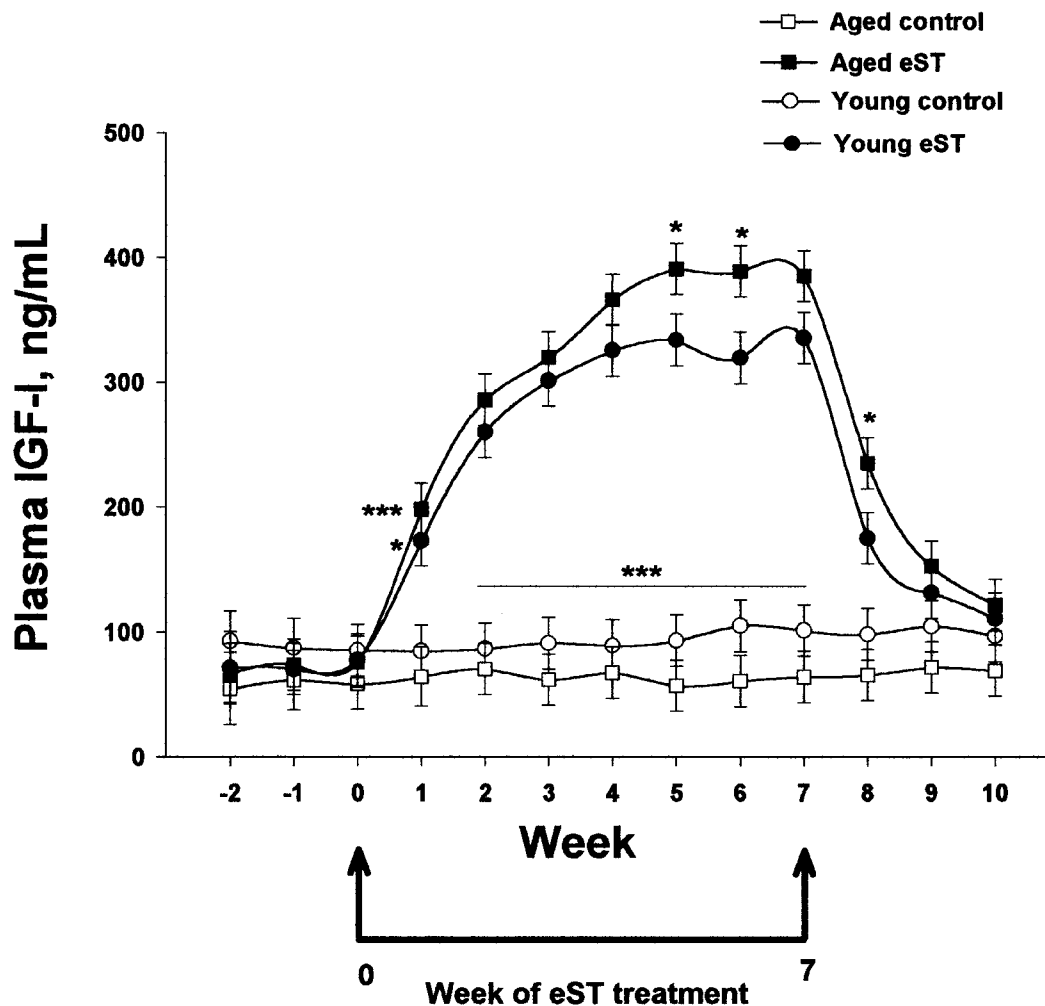 Aged control
Aged eST
Young control
Young eST
Plasma IGF-I, ng/mL
500
400
300
200
100
0
* *
*
***
*
***
-2 -1 0 1 2 3 4 5 6 7 8 9 10
Week
0 7
Week of eST treatment